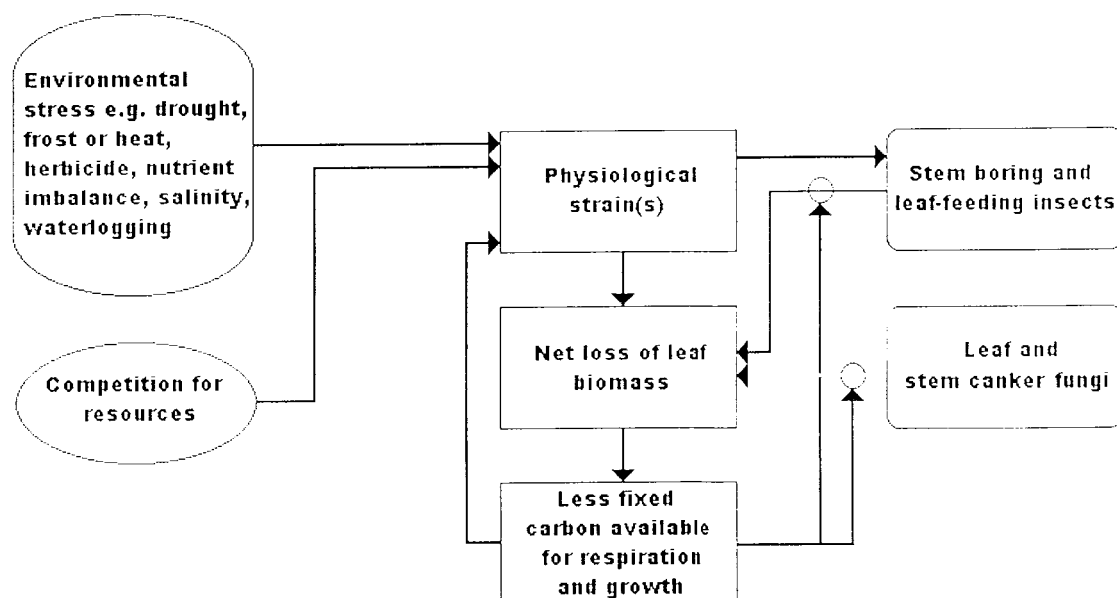 Environmental
stress e.g. drought,
frost or heat,
herbicide, nutrient
imbalance, salinity,
waterlogging
Physiological
strain(s)
Stem boring and
leaf-feeding insects
Net loss of leaf
biomass
Leaf and
stem canker fungi
Competition for
resources
Less fixed
carbon available
for respiration
and growth